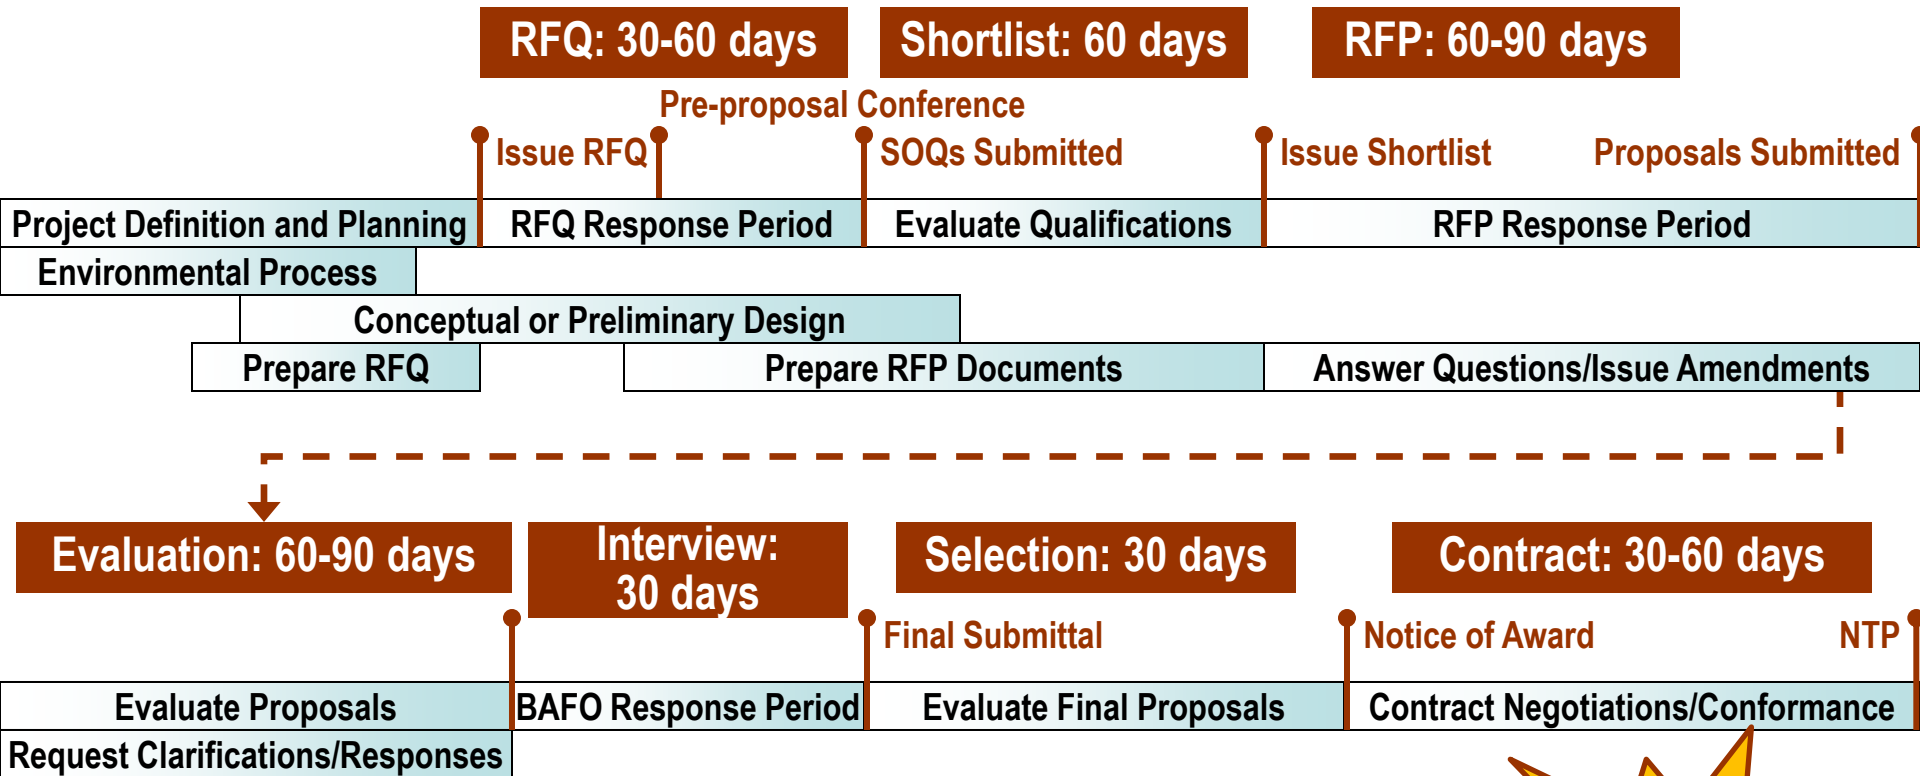 RFQ: 30-60 days
Shortlist: 60 days
RFP: 60-90 days
Pre-proposal Conference
Issue RFQ
SOQs Submitted
Issue Shortlist
Proposals Submitted
Project Definition and Planning
RFQ Response Period
Evaluate Qualifications
RFP Response Period
Environmental Process
Conceptual or Preliminary Design
Prepare RFQ
Prepare RFP Documents
Answer Questions/Issue Amendments
Evaluation: 60-90 days
Interview:
30 days
Selection: 30 days
Contract: 30-60 days
Final Submittal
Notice of Award
NTP
Evaluate Proposals
BAFO Response Period
Evaluate Final Proposals
Contract Negotiations/Conformance
Request Clarifications/Responses